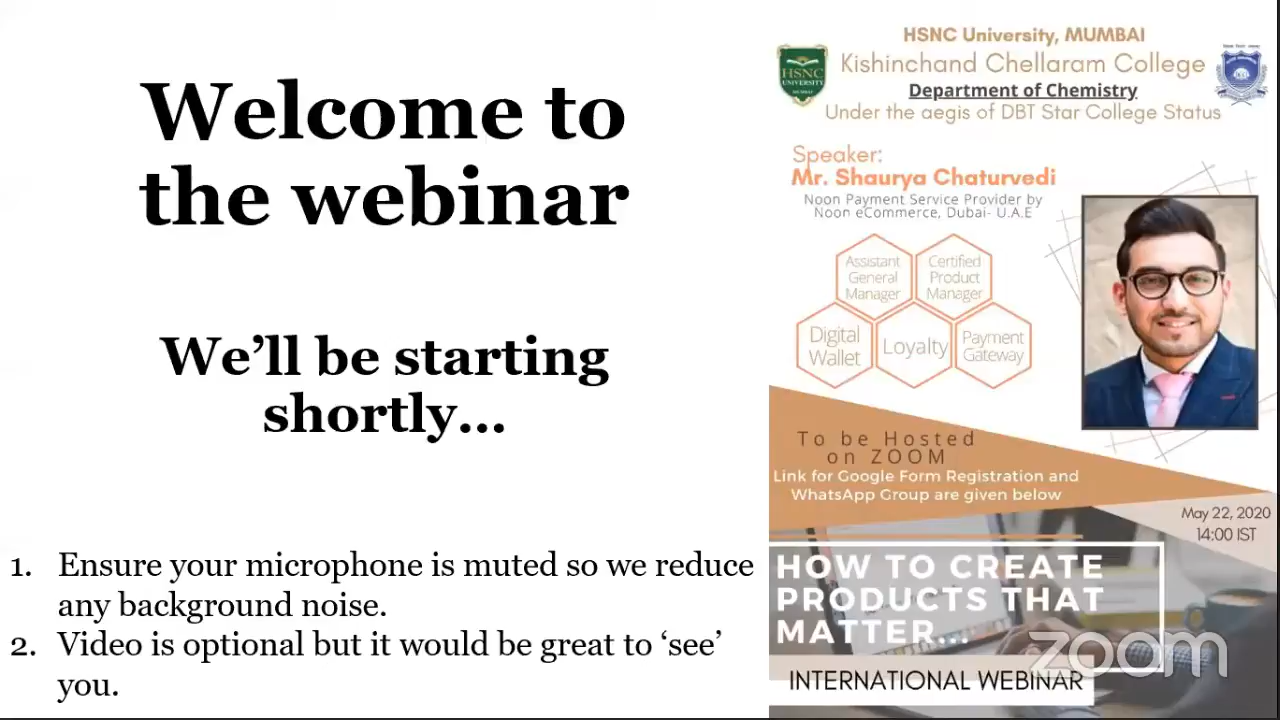 Welcome to
the webinar
We’ll be starting
shortly...
1. Ensure your microphone is muted so we reduce
any background noise.
2. Video is optional but it would be great to ‘see’
you.
HSNC University, MUMBAI
Kishinchand Chellaram College
Department of Chemistry
Under the aegis of DBT Star College Status
HSNC
UNIVERSITY
MUMBAI
Speaker:
Mr. Shaurya Chaturvedi
Noon Payment Service Provider by
Noon eCommerce, Dubai- U.A.E
Assistant
General
Manager
Certified
Product
Manager
Digital
Wallet
Loyalty
Payment
Gateway
To be Hosted
on ZOOM
Link for Google Form Registration and
WhatsApp Group are given below
May 22, 2020
14:00 IST
HOW TO CREATE
PRODUCTS THAT
MATTER...
INTERNATIONAL WEBINAR
zoom